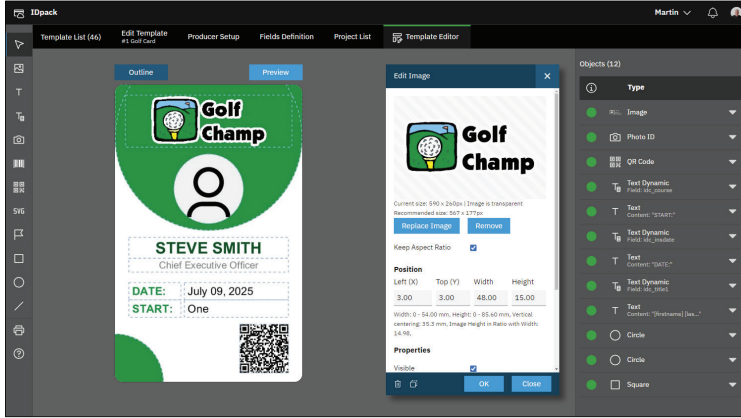 IDpack
Martin
Template List (46)
Edit Template
#1 Golf Card
Producer Setup
Fields Definition
Project List
Template Editor
Outline
Preview
Golf
Champ
STEVE SMITH
Chief Executive Officer
DATE:
July 09, 2025
START:
One
T
T
SVG
Edit Image
Golf
Champ
Current size: 590 x 260px | Image is transparent
Recommended size: 567 x 177px
Replace Image
Remove
Keep Aspect Ratio
Position
Left (X)
Top (Y)
Width
Height
3.00
3.00
48.00
15.00
Width: 0 - 54.00 mm, Height: 0 - 85.60 mm, Vertical
centering: 35.3 mm, Image Height in Ratio with Width:
14.98,
Properties
Visible
OK
Close
Objects (12)
Type
Image
Photo ID
QR Code
T
Text Dynamic
Field: idc_course
T
Text
Content: "START:"
T
Text Dynamic
Field: idc_insdate
T
Text
Content: "DATE:"
T
Text Dynamic
Field: idc_title1
T
Text
Content: "[firstname] [las..."
Circle
Circle
Square